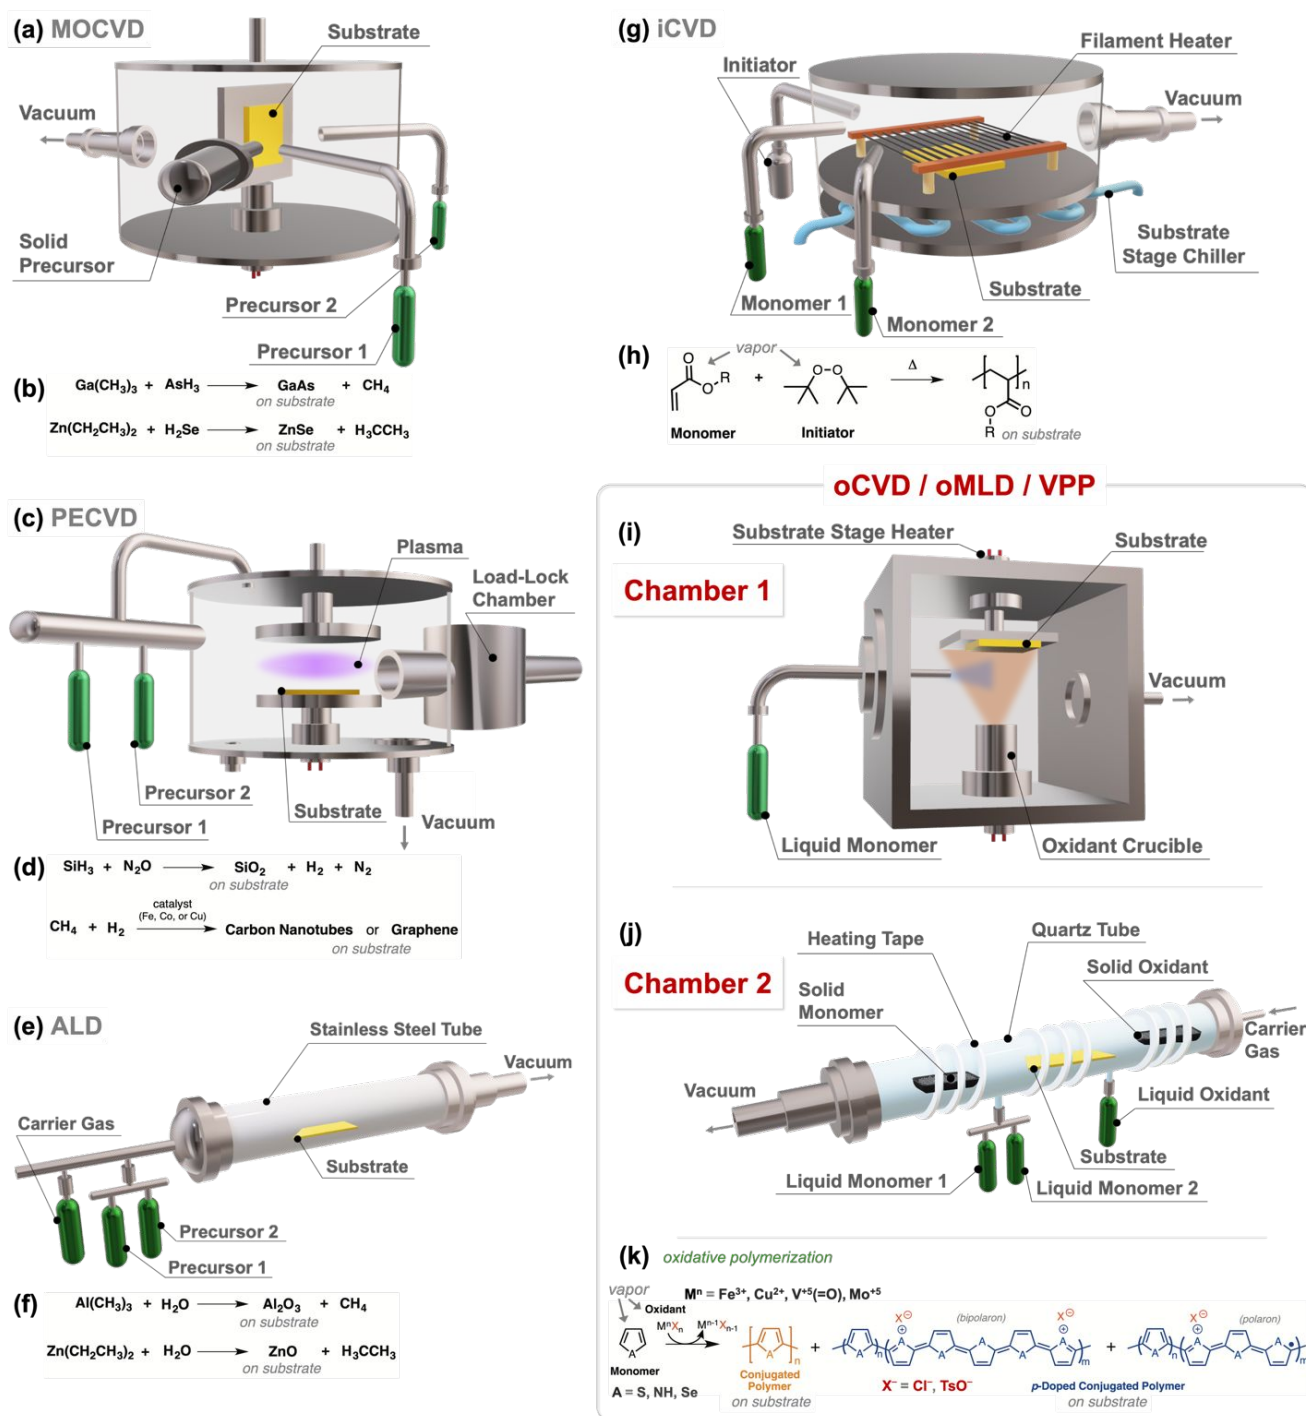 (a) MOCVD
Substrate
Vacuum
Solid
Precursor
Precursor 2
Precursor 1
(b)
Ga(CH₃)₃ + AsH₃ → GaAs + CH₄
on substrate
Zn(CH₂CH₃)₂ + H₂Se → ZnSe + H₃CCH₃
on substrate
(c) PECVD
Plasma
Load-Lock
Chamber
Precursor 2
Precursor 1
Substrate
Vacuum
(d)
SiH₃ + N₂O → SiO₂ + H₂ + N₂
on substrate
catalyst
(Fe, Co, or Cu)
CH₄ + H₂ → Carbon Nanotubes or Graphene
on substrate
(e) ALD
Stainless Steel Tube
Vacuum
Carrier Gas
Substrate
Precursor 2
Precursor 1
(f)
Al(CH₃)₃ + H₂O → Al₂O₃ + CH₄
on substrate
Zn(CH₂CH₃)₂ + H₂O → ZnO + H₃CCH₃
on substrate
(g) iCVD
Filament Heater
Initiator
Vacuum
Substrate
Stage Chiller
Substrate
Monomer 1
Monomer 2
(h)
vapor
O
O R + O-O Δ → n
O
O
R on substrate
Monomer Initiator
oCVD / oMLD / VPP
(i)
Substrate Stage Heater
Substrate
Chamber 1
Vacuum
Liquid Monomer
Oxidant Crucible
(j)
Heating Tape
Quartz Tube
Solid Oxidant
Chamber 2
Solid
Monomer
Carrier
Gas
Vacuum
Liquid Oxidant
Substrate
Liquid Monomer 1
Liquid Monomer 2
(k) oxidative polymerization
vapor
Mⁿ = Fe³⁺, Cu²⁺, V⁺⁵(=O), Mo⁺⁵
Oxidant
MⁿXₙ Mⁿ⁻¹Xₙ₋₁
X⊖ (bipolaron) X⊖ X⊖ (polaron)
A A n + A n A A A A A m + A n A A A m
Monomer
Conjugated
Polymer
on substrate
A = S, NH, Se
X⁻ = Cl⁻, TsO⁻
p-Doped Conjugated Polymer
on substrate